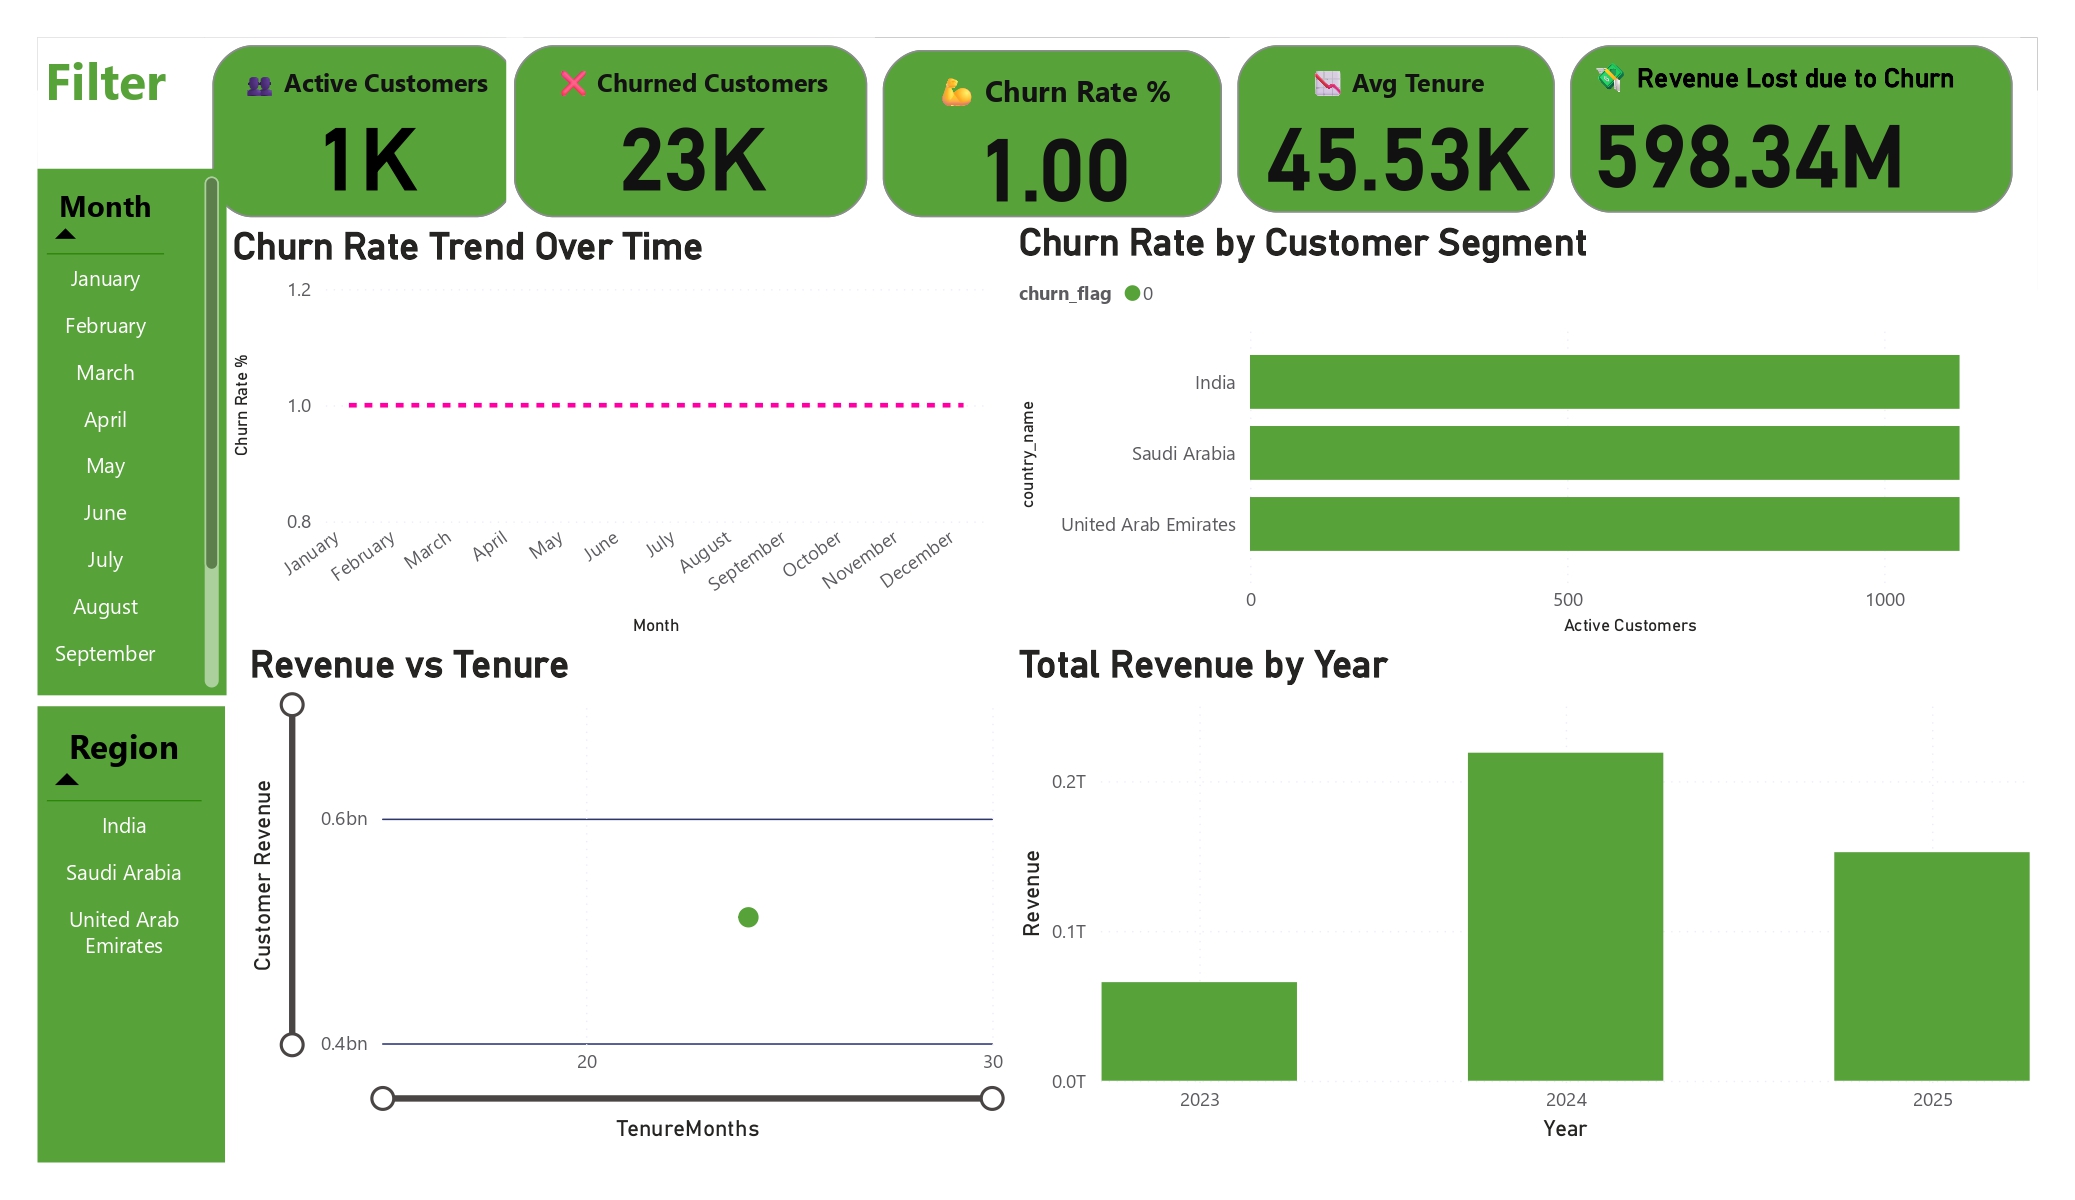 Filter
👥 Active Customers
1K
❌ Churned Customers
23K
💪 Churn Rate %
1.00
📉 Avg Tenure
45.53K
💸 Revenue Lost due to Churn
598.34M
Month
January
February
March
April
May
June
July
August
September
Region
India
Saudi Arabia
United Arab
Emirates
Churn Rate Trend Over Time
Churn Rate %
1.2
1.0
0.8
January
February
March
April
May
June
July
August
September
October
November
December
Month
Churn Rate by Customer Segment
churn_flag 0
country_name
India
Saudi Arabia
United Arab Emirates
0
500
1000
Active Customers
Revenue vs Tenure
Customer Revenue
0.6bn
0.4bn
20
30
TenureMonths
Total Revenue by Year
Revenue
0.2T
0.1T
0.0T
2023
2024
2025
Year